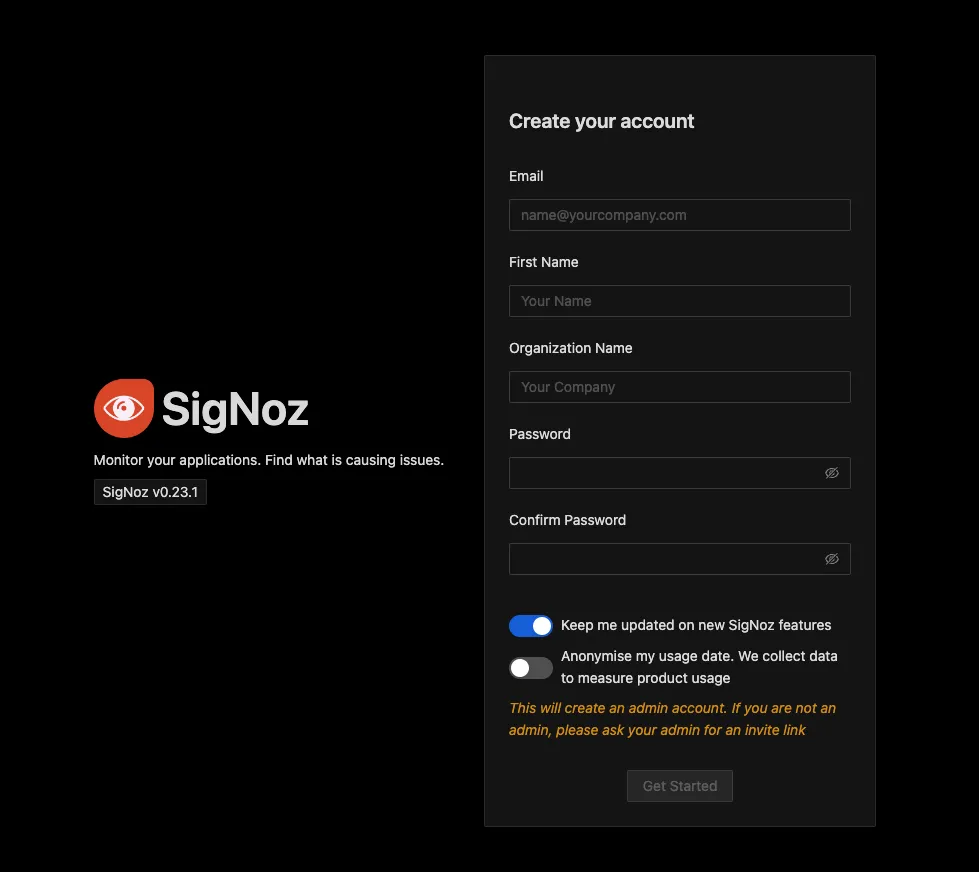 SigNoz
Monitor your applications. Find what is causing issues.
SigNoz v0.23.1
Create your account
Email
name@yourcompany.com
First Name
Your Name
Organization Name
Your Company
Password
Confirm Password
Keep me updated on new SigNoz features
Anonymise my usage date. We collect data
to measure product usage
This will create an admin account. If you are not an
admin, please ask your admin for an invite link
Get Started